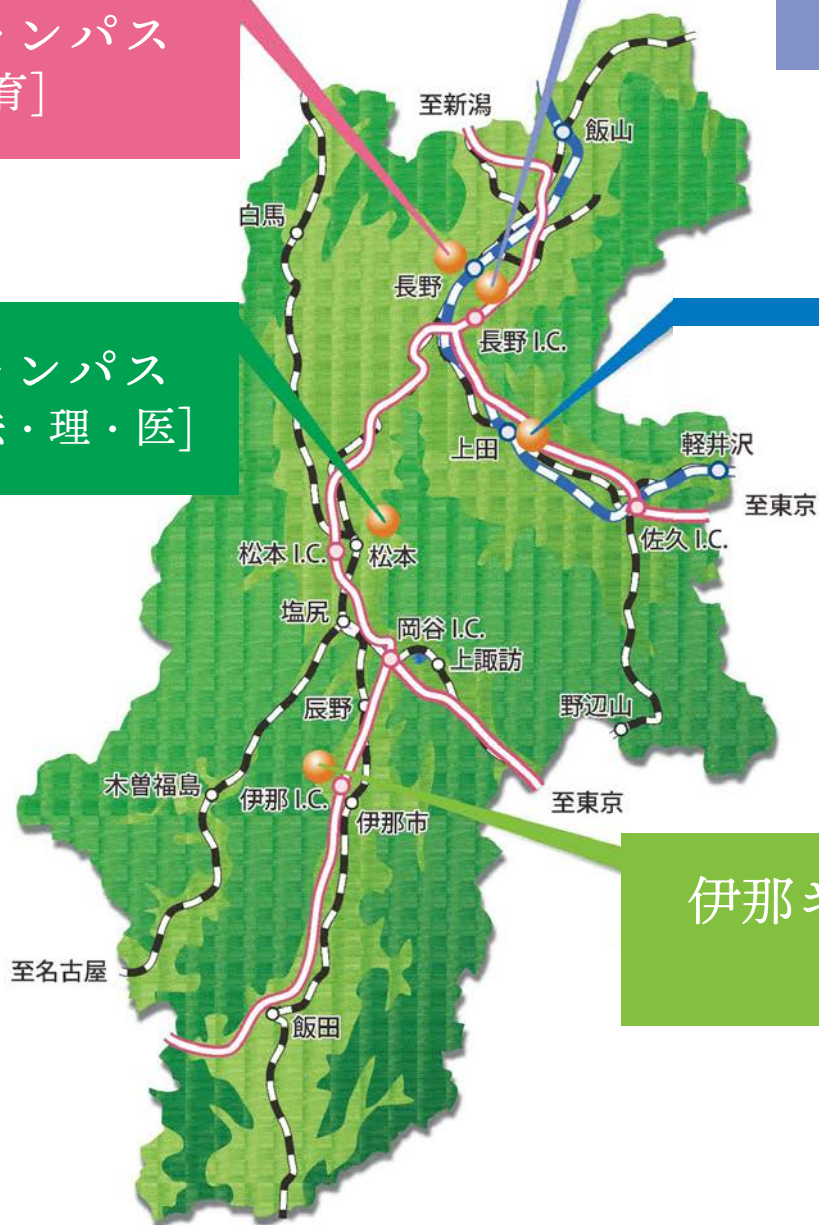 ャンパス
育]
至新潟
飯山
白馬
長野
長野 I.C.
ャンパス
・理・医]
上田
軽井沢
至東京
佐久 I.C.
松本 I.C.
松本
塩尻
岡谷 I.C.
上諏訪
辰野
野辺山
木曽福島
伊那 I.C.
伊那市
至東京
伊那キ
至名古屋
飯田